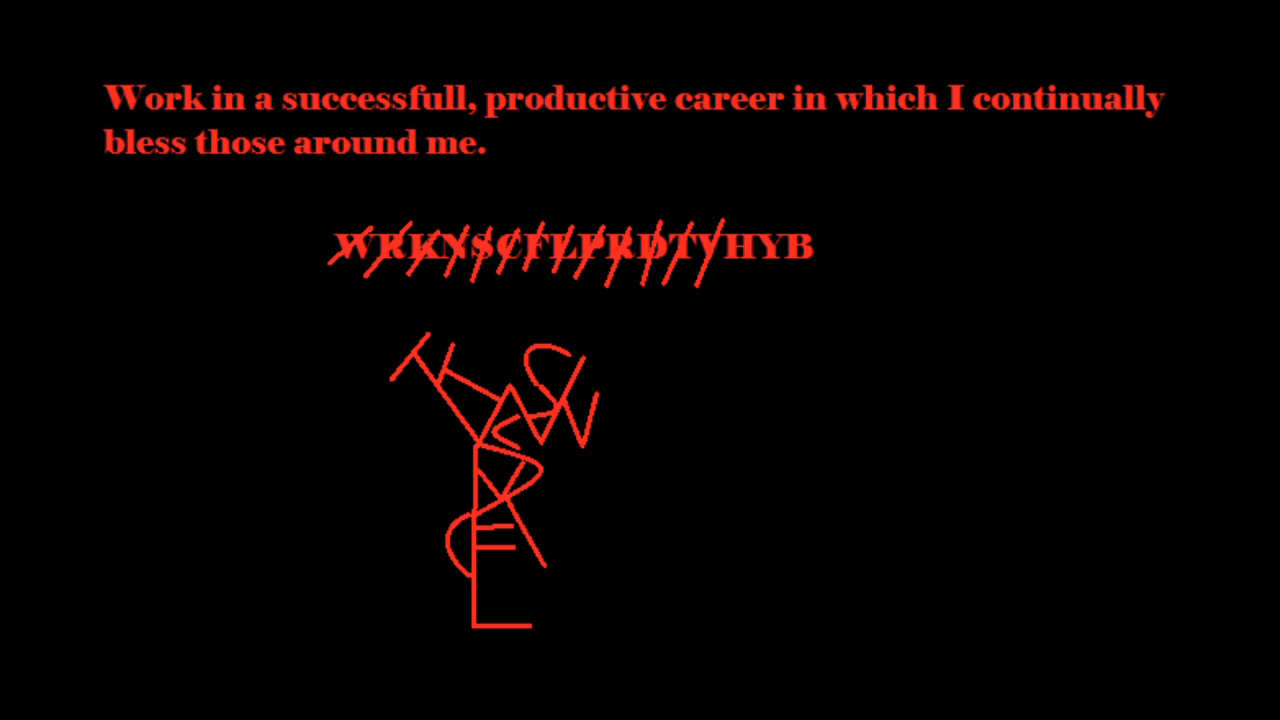 Work in a successfull, productive career in which I continually
bless those around me.
WRKNSCFLPRDTVHYB